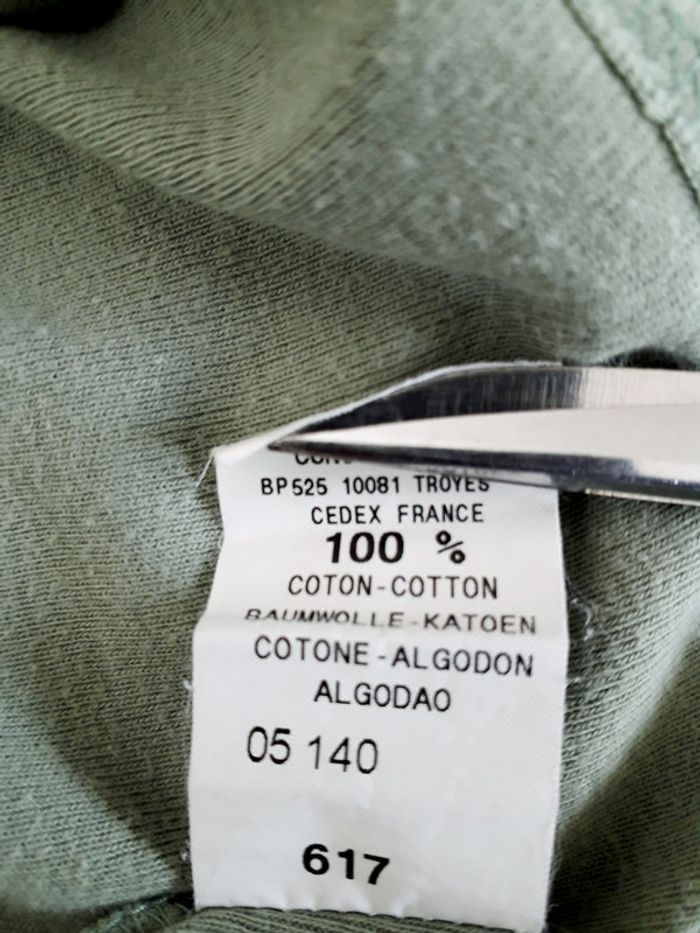 BP525 10081 TROYES
CEDEX FRANCE
100 %
COTON-COTTON
BAUMWOLLE-KATOEN
COTONE-ALGODON
ALGODAO
05 140
617